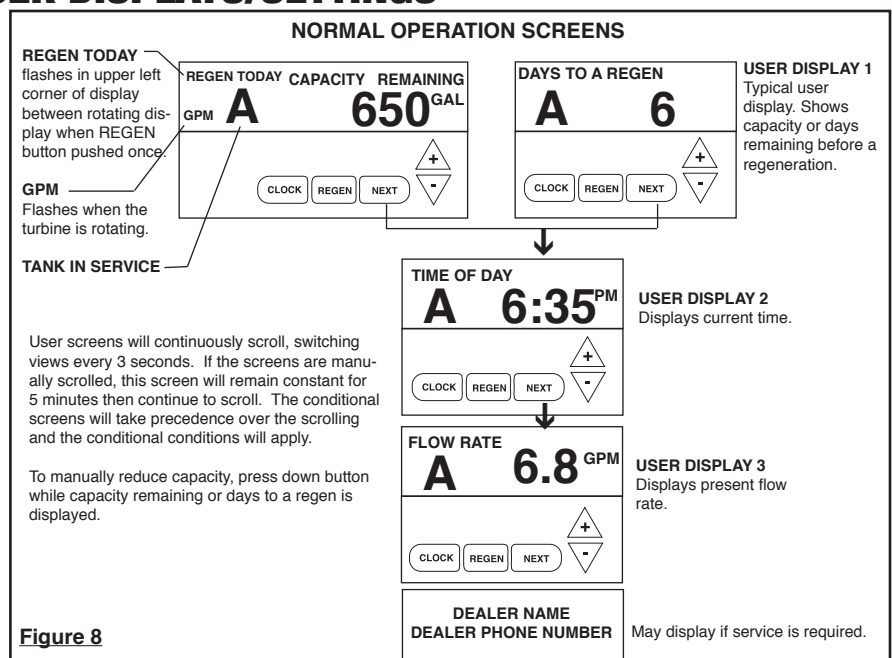 NORMAL OPERATION SCREENS
REGEN TODAY
flashes in upper left
corner of display
between rotating dis-
play when REGEN
button pushed once.
GPM
Flashes when the
turbine is rotating.
TANK IN SERVICE
REGEN TODAY CAPACITY REMAINING
GPM A 650 GAL
CLOCK REGEN NEXT + -
DAYS TO A REGEN
A 6
CLOCK REGEN NEXT + -
USER DISPLAY 1
Typical user
display. Shows
capacity or days
remaining before a
regeneration.
TIME OF DAY
A 6:35 PM
CLOCK REGEN NEXT + -
USER DISPLAY 2
Displays current time.
User screens will continuously scroll, switching
views every 3 seconds. If the screens are manu-
ally scrolled, this screen will remain constant for
5 minutes then continue to scroll. The conditional
screens will take precedence over the scrolling
and the conditional conditions will apply.
To manually reduce capacity, press down button
while capacity remaining or days to a regen is
displayed.
FLOW RATE
A 6.8 GPM
CLOCK REGEN NEXT + -
USER DISPLAY 3
Displays present flow
rate.
DEALER NAME
DEALER PHONE NUMBER
May display if service is required.
Figure 8